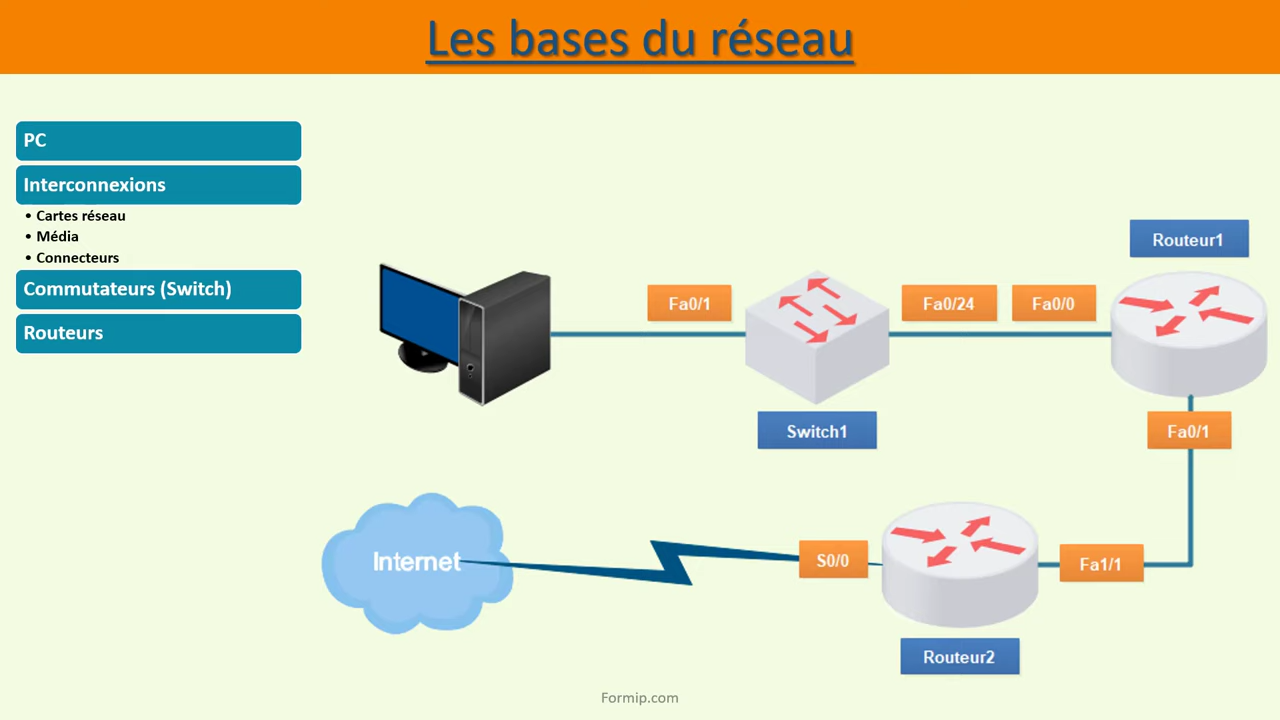 Les bases du réseau
PC
Interconnexions
• Cartes réseau
• Média
• Connecteurs
Commutateurs (Switch)
Routeurs
Routeur1
Fa0/1
Fa0/24
Fa0/0
Switch1
Fa0/1
Internet
S0/0
Fa1/1
Routeur2
Formip.com